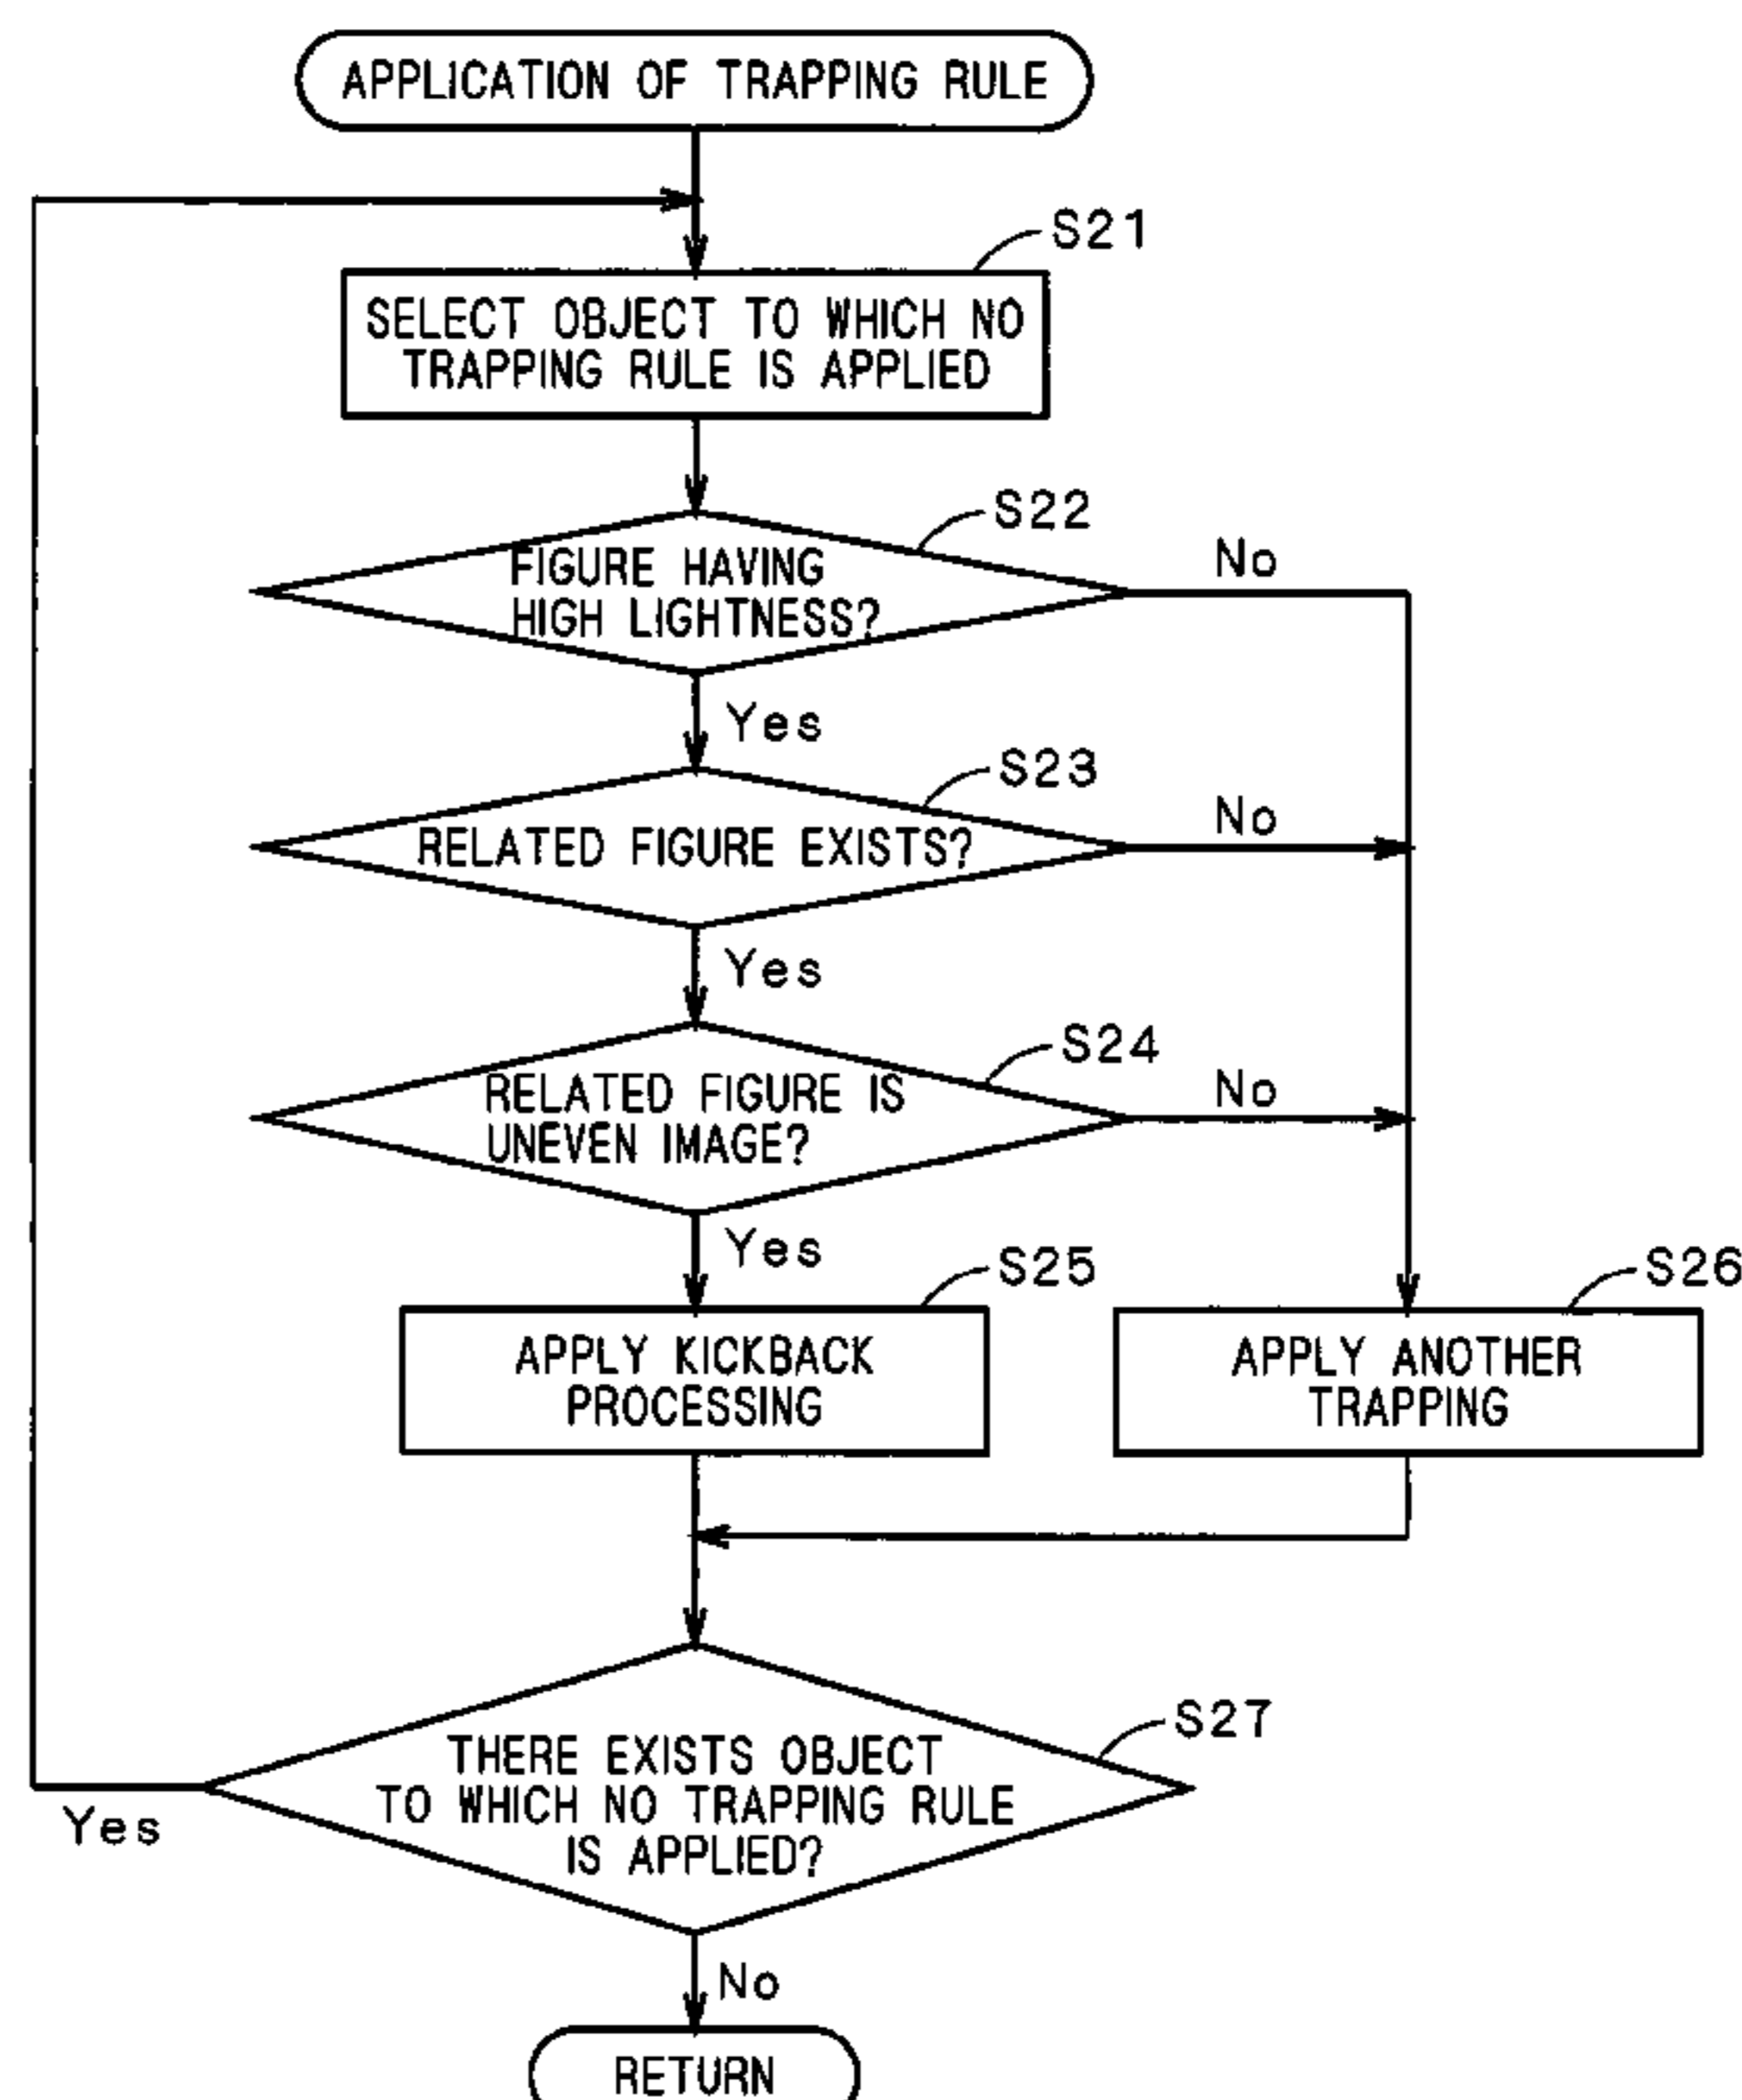 APPLICATION OF TRAPPING RULE
S21
SELECT OBJECT TO WHICH NO
TRAPPING RULE IS APPLIED
S22
FIGURE HAVING
HIGH LIGHTNESS?
No
Yes
S23
RELATED FIGURE EXISTS?
No
Yes
S24
RELATED FIGURE IS
UNEVEN IMAGE?
No
Yes
S25
APPLY KICKBACK
PROCESSING
S26
APPLY ANOTHER
TRAPPING
S27
THERE EXISTS OBJECT
TO WHICH NO TRAPPING RULE
IS APPLIED?
Yes
No
RETURN